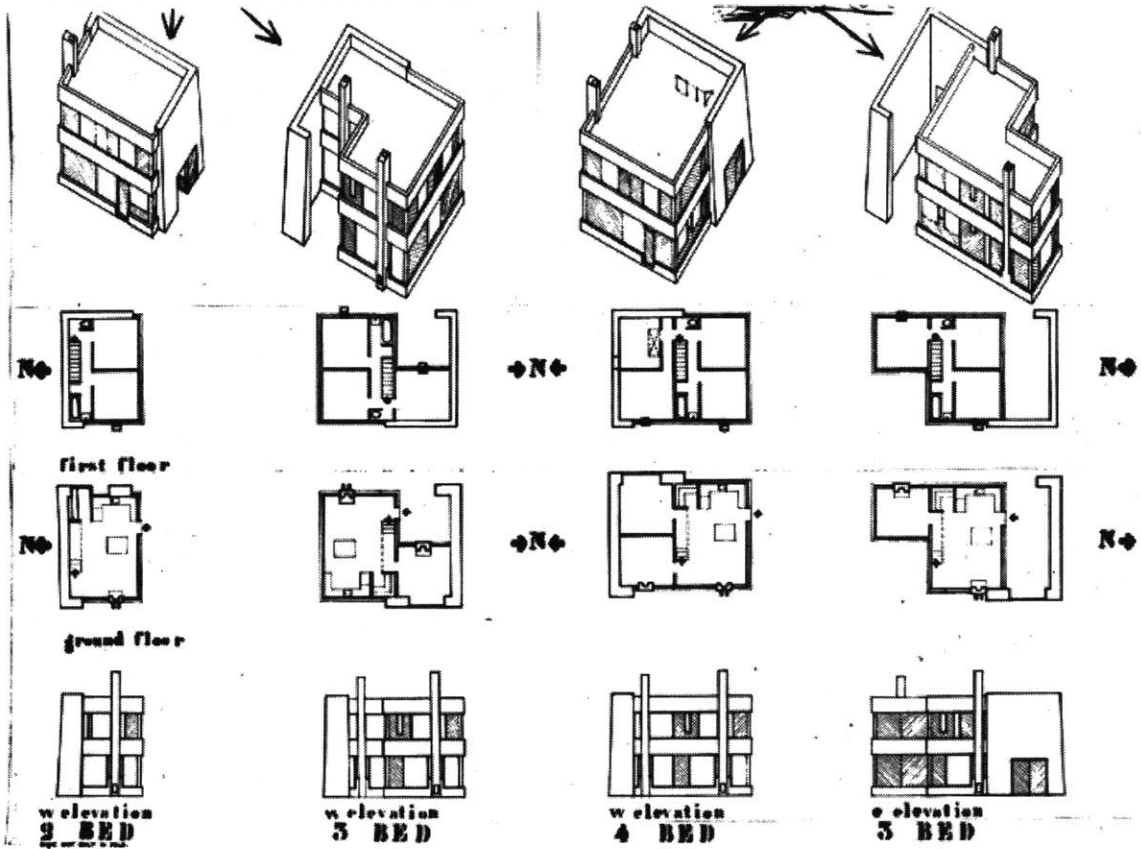 N N N
first floor
N N N
ground floor
w elevation w elevation w elevation e elevation
2 BED 3 BED 4 BED 3 BED